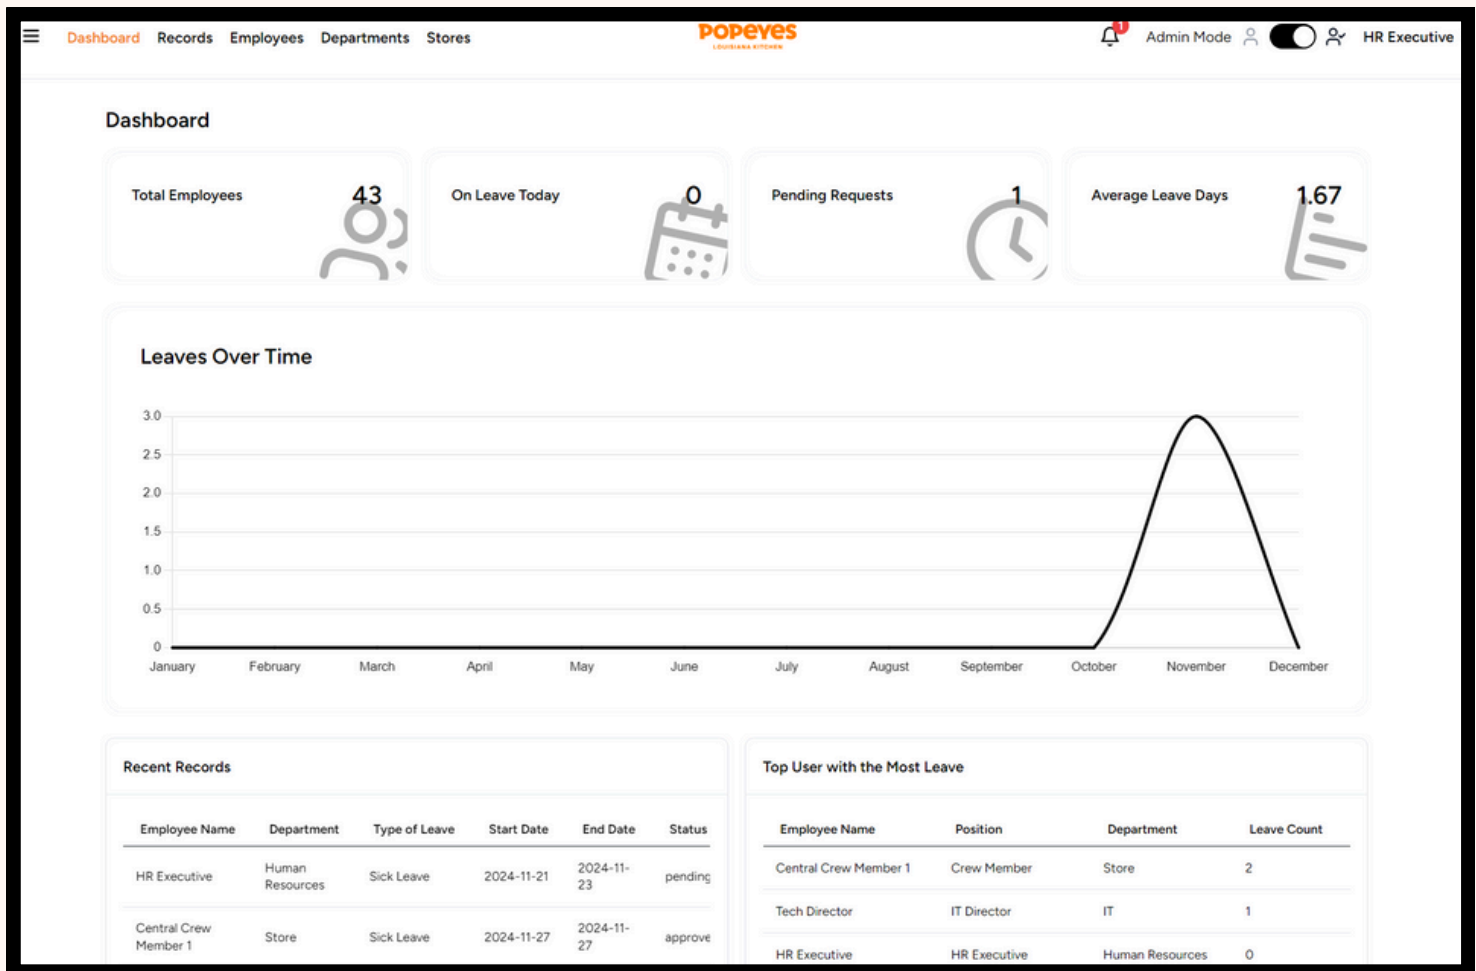 Dashboard Records Employees Departments Stores
POPEYES
LOUISIANA KITCHEN
1
Admin Mode
HR Executive
Dashboard
Total Employees 43
On Leave Today 0
Pending Requests 1
Average Leave Days 1.67
Leaves Over Time
3.0
2.5
2.0
1.5
1.0
0.5
0
January February March April May June July August September October November December
Recent Records
Employee Name Department Type of Leave Start Date End Date Status
HR Executive Human Resources Sick Leave 2024-11-21 2024-11-23 pending
Central Crew Member 1 Store Sick Leave 2024-11-27 2024-11-27 approve
Top User with the Most Leave
Employee Name Position Department Leave Count
Central Crew Member 1 Crew Member Store 2
Tech Director IT Director IT 1
HR Executive HR Executive Human Resources 0